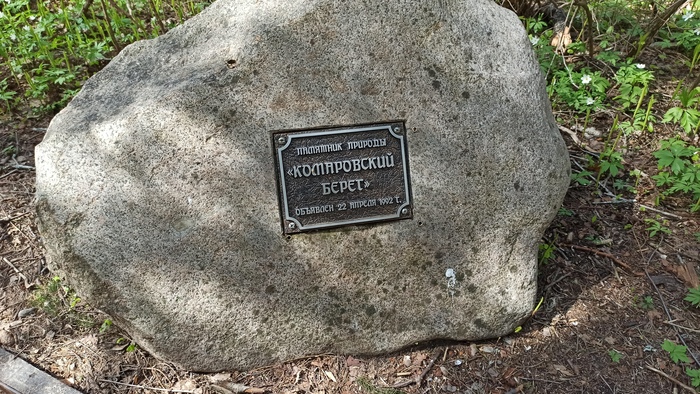 ПАМЯТНИК ПРИРОДЫ
«КОМАРОВСКИЙ
БЕРЕГ»
ОБЪЯВЛЕН 22 АПРЕЛЯ 1992 Г.